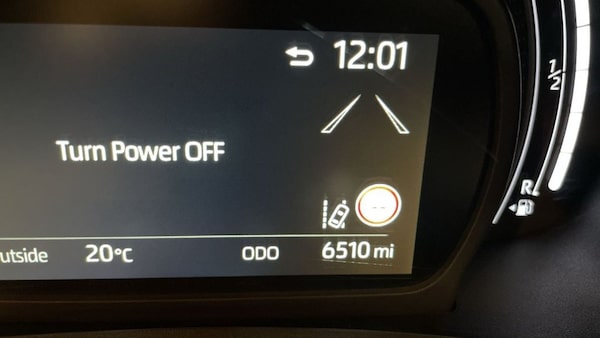 12:01
1/2
Turn Power OFF
R
utside 20°C ODO 6510 mi